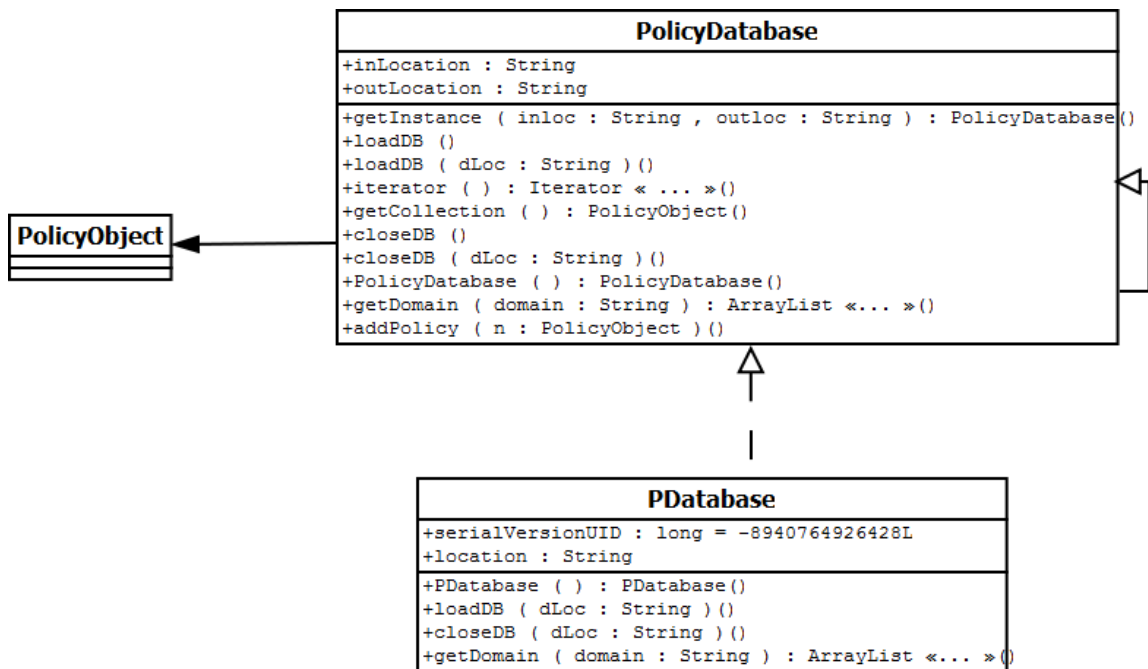 PolicyDatabase
+inLocation : String
+outLocation : String
+getInstance ( inloc : String , outloc : String ) : PolicyDatabase()
+loadDB ()
+loadDB ( dLoc : String )()
+iterator ( ) : Iterator « ... »()
+getCollection ( ) : PolicyObject()
+closeDB ()
+closeDB ( dLoc : String )()
+PolicyDatabase ( ) : PolicyDatabase()
+getDomain ( domain : String ) : ArrayList «... »()
+addPolicy ( n : PolicyObject )()
PolicyObject
PDatabase
+serialVersionUID : long = -8940764926428L
+location : String
+PDatabase ( ) : PDatabase()
+loadDB ( dLoc : String )()
+closeDB ( dLoc : String )()
+getDomain ( domain : String ) : ArrayList «... »()